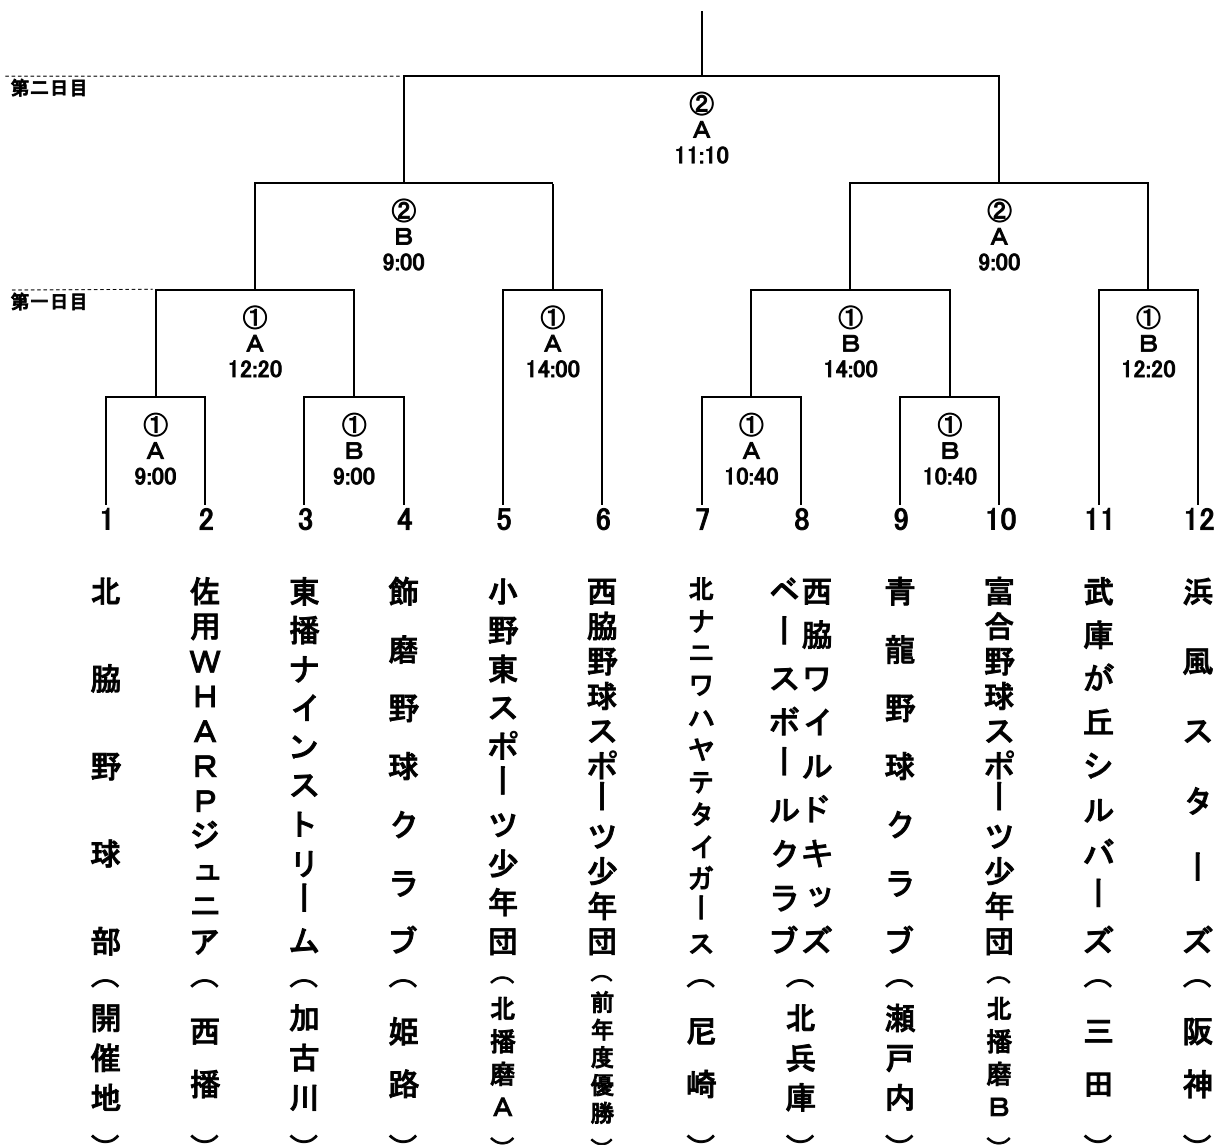 第二日目
②
A
11:10
②
B
9:00
②
A
9:00
第一日目
①
A
12:20
①
A
14:00
①
B
14:00
①
B
12:20
①
A
9:00
①
B
9:00
①
A
10:40
①
B
10:40
1
2
3
4
5
6
7
8
9
10
11
12
北脇野球部（開催地）
佐用WHARPジュニア（西播）
東播ナインストリーム（加古川）
飾磨野球クラブ（姫路）
小野東スポーツ少年団（北播磨A）
西脇野球スポーツ少年団（前年度優勝）
北ナニワハヤテタイガース（尼崎）
西脇ワイルドキッズ
ベースボールクラブ（北兵庫）
青龍野球クラブ（瀬戸内）
富合野球スポーツ少年団（北播磨B）
武庫が丘シルバーズ（三田）
浜風スターズ（阪神）